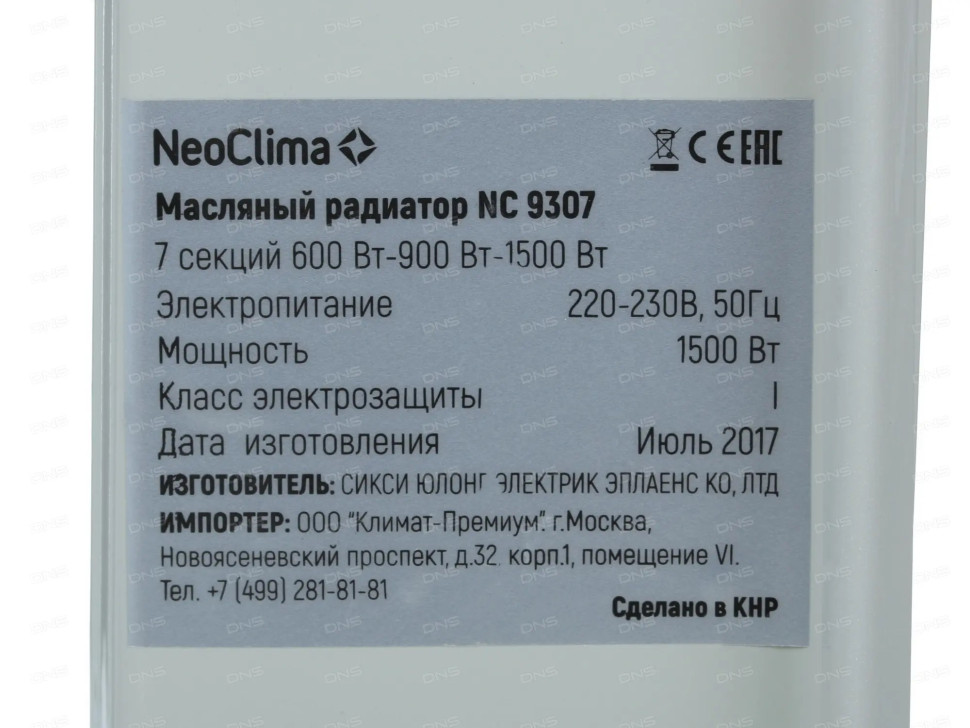 NeoClima
CE EAC
Масляный радиатор NC 9307
7 секций 600 Вт-900 Вт-1500 Вт
Электропитание 220-230В, 50Гц
Мощность 1500 Вт
Класс электрозащиты I
Дата изготовления Июль 2017
ИЗГОТОВИТЕЛЬ: СИКСИ ЮЛОНГ ЭЛЕКТРИК ЭПЛАЕНС КО, ЛТД
ИМПОРТЕР: ООО "Климат-Премиум". г.Москва,
Новоясеневский проспект, д.32. корп.1, помещение VI.
Тел. +7 (499) 281-81-81
Сделано в КНР
DNS